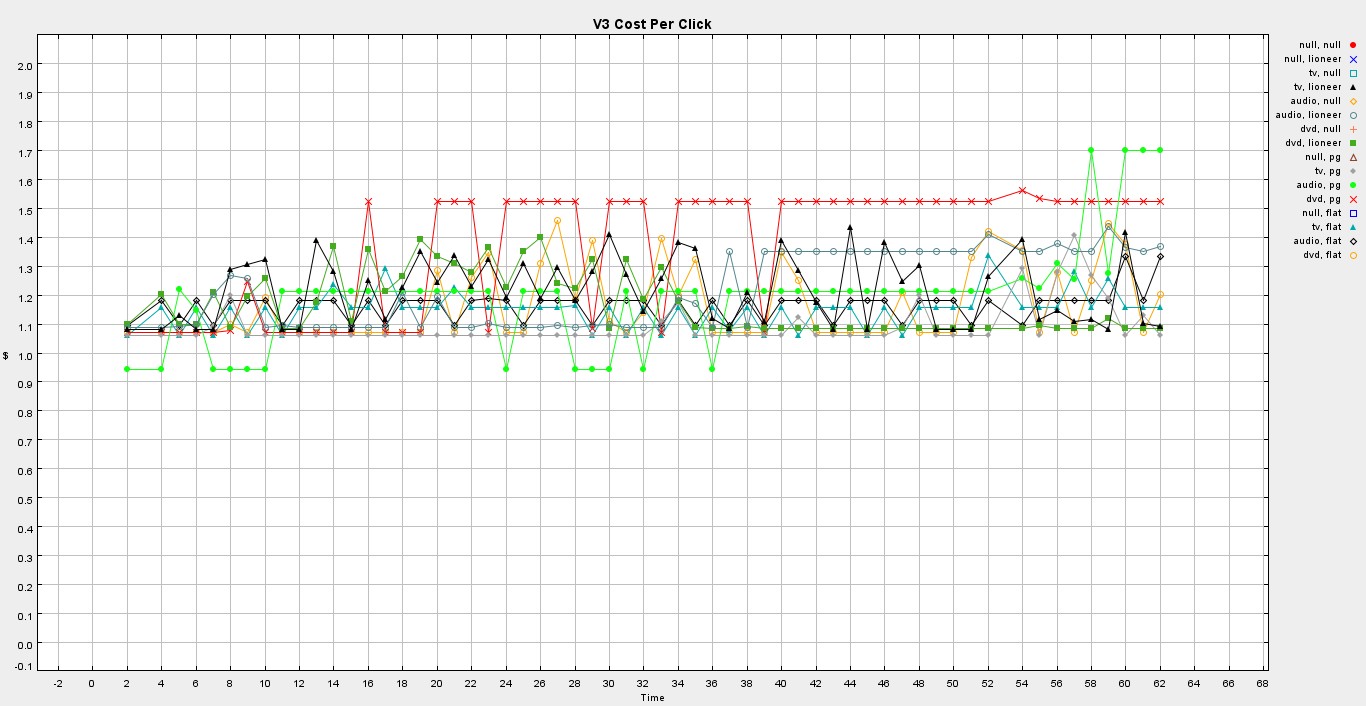 V3 Cost Per Click
2.0
1.9
1.8
1.7
1.6
1.5
1.4
1.3
1.2
1.1
1.0
$
0.9
0.8
0.7
0.6
0.5
0.4
0.3
0.2
0.1
0.0
-0.1
-2 0 2 4 6 8 10 12 14 16 18 20 22 24 26 28 30 32 34 36 38 40 42 44 46 48 50 52 54 56 58 60 62 64 66 68
Time
null, null
null, lioneer
tv, null
tv, lioneer
audio, null
audio, lioneer
dvd, null
dvd, lioneer
null, pg
tv, pg
audio, pg
dvd, pg
null, flat
tv, flat
audio, flat
dvd, flat